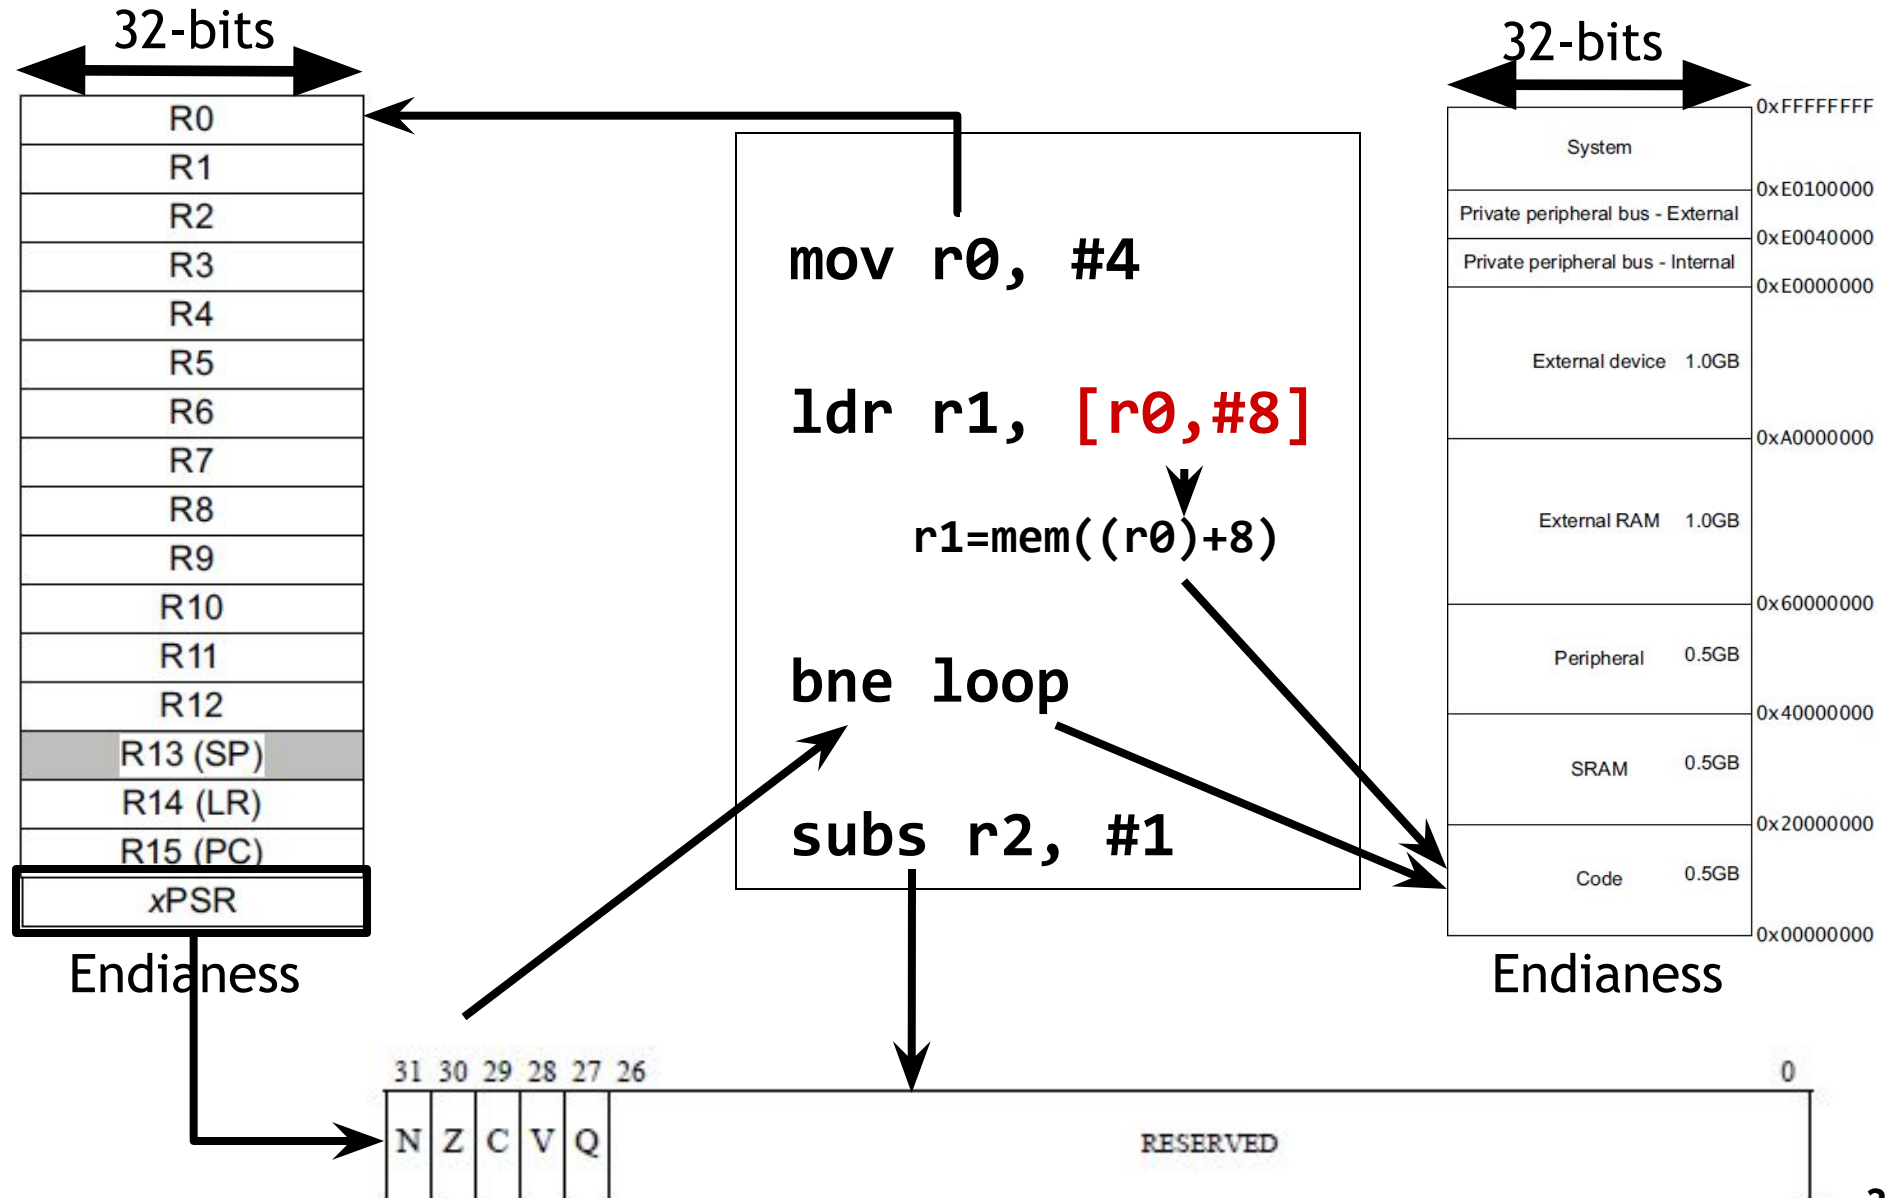 32-bits
R0
R1
R2
R3
R4
R5
R6
R7
R8
R9
R10
R11
R12
R13 (SP)
R14 (LR)
R15 (PC)
xPSR
Endianess
mov r0, #4
ldr r1, [r0,#8]
r1=mem((r0)+8)
bne loop
subs r2, #1
32-bits
0xFFFFFFFF
System
0xE0100000
Private peripheral bus - External
0xE0040000
Private peripheral bus - Internal
0xE0000000
External device 1.0GB
0xA0000000
External RAM 1.0GB
0x60000000
Peripheral 0.5GB
0x40000000
SRAM 0.5GB
0x20000000
Code 0.5GB
0x00000000
Endianess
31 30 29 28 27 26 0
N Z C V Q RESERVED